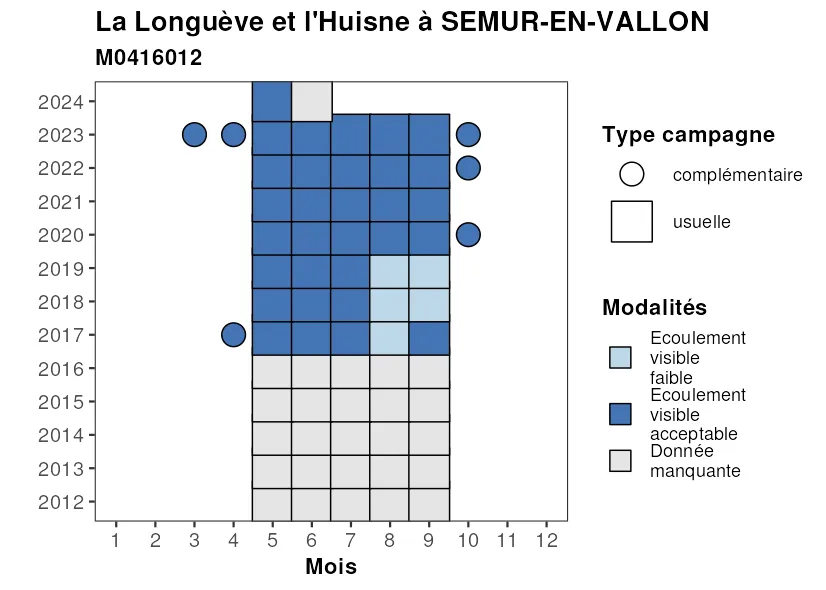 La Longuève et l'Huisne à SEMUR-EN-VALLON
M0416012
2024
2023
2022
2021
2020
2019
2018
2017
2016
2015
2014
2013
2012
1 2 3 4 5 6 7 8 9 10 11 12
Mois
Type campagne
complémentaire
usuelle
Modalités
Ecoulement
visible
faible
Ecoulement
visible
acceptable
Donnée
manquante